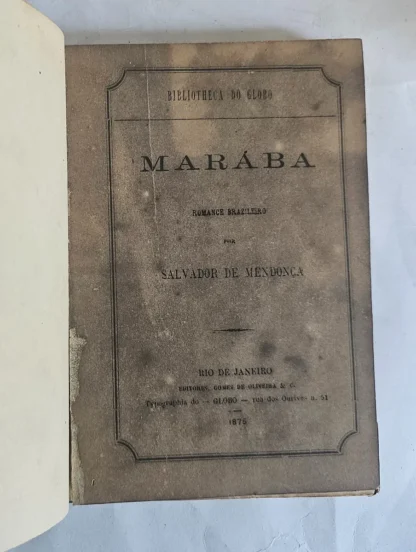 BIBLIOTHECA DO GLOBO
MARÁBA
ROMANCE BRAZILEIRO
POR
SALVADOR DE MENDONÇA
RIO DE JANEIRO
EDITORES, GOMES DE OLIVEIRA & C.
Typographia do — GLOBO — rua dos Ourives n. 51
1875